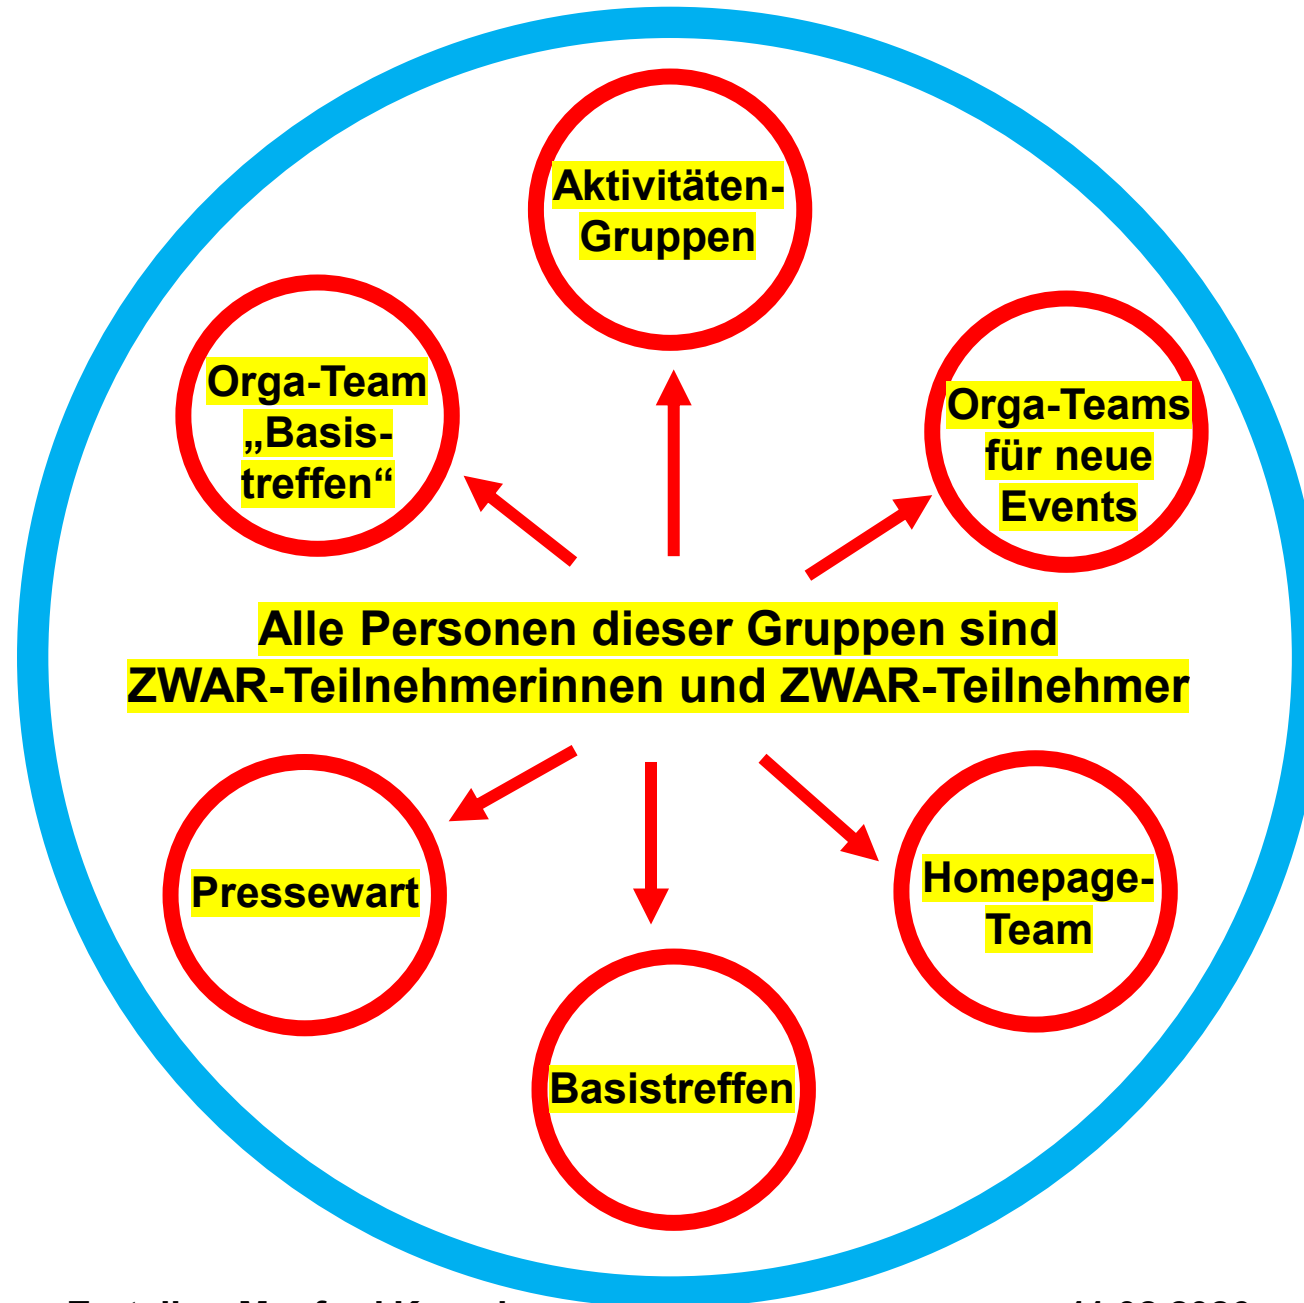 Aktivitäten-
Gruppen
Orga-Team
„Basis-
treffen“
Orga-Teams
für neue
Events
Alle Personen dieser Gruppen sind
ZWAR-Teilnehmerinnen und ZWAR-Teilnehmer
Pressewart
Homepage-
Team
Basistreffen